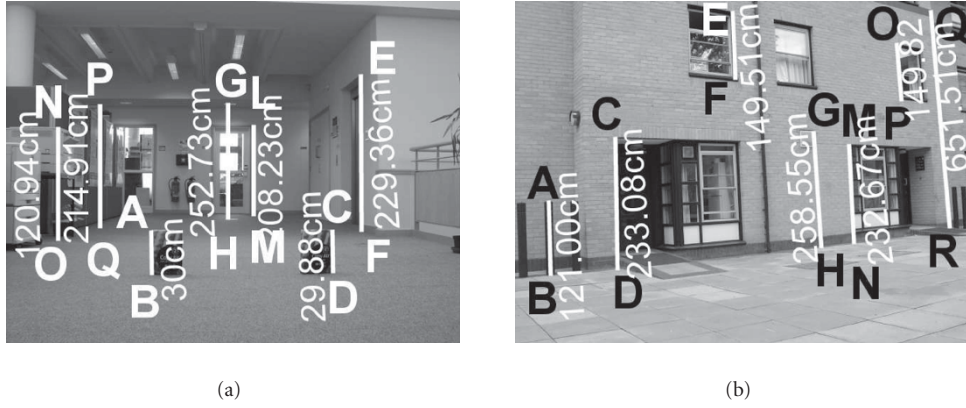 N
P
G
L
E
120.94cm
214.91cm
252.73cm
208.23cm
229.36cm
A
C
O
Q
H
M
F
30cm
29.88cm
B
D
(a)
E
O
Q
149.51cm
149.82
F
C
G
M
P
651.51cm
A
121.00cm
233.08cm
258.55cm
232.67cm
B
D
H
N
R
(b)